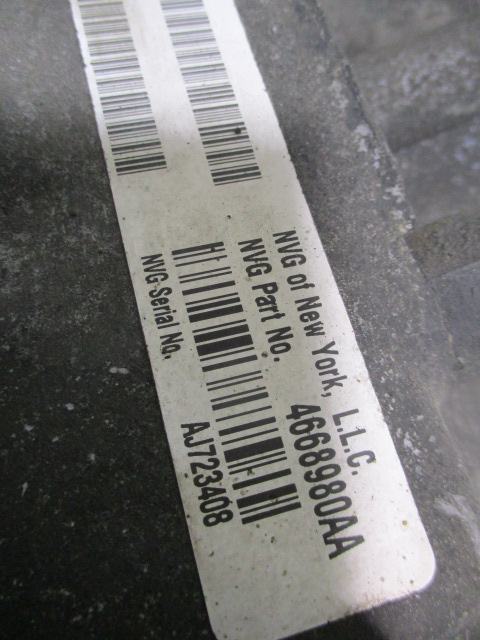 NVG of New York, L.L.C.
NVG Part No. 4668980AA
NVG Serial No. AJ723408